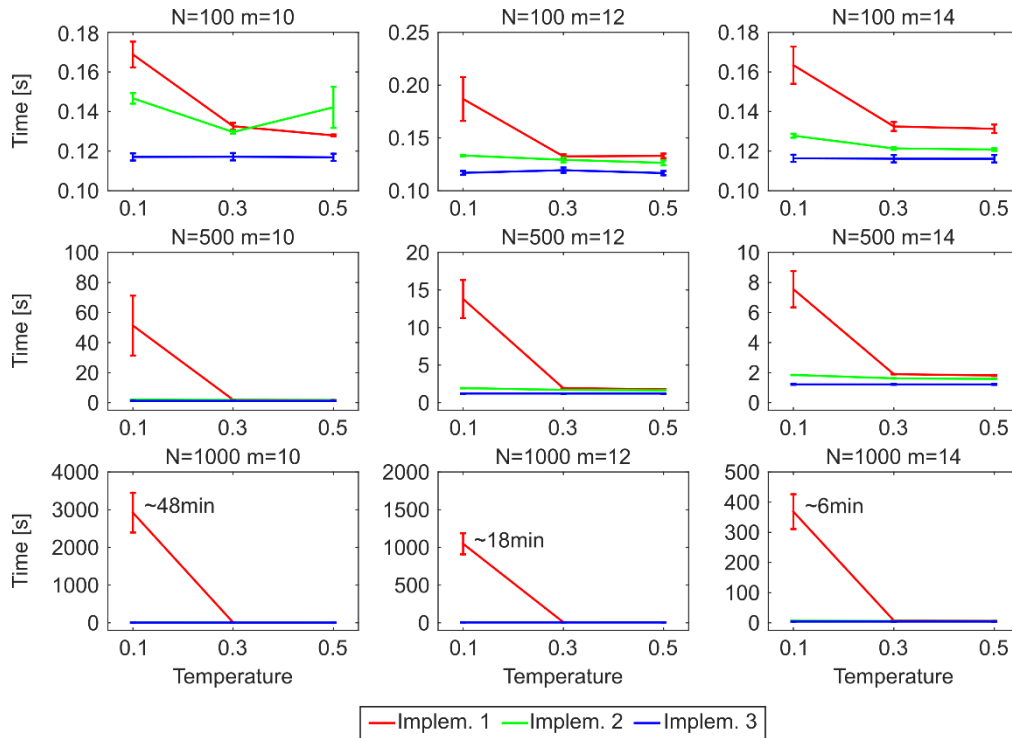 N=100 m=10
N=100 m=12
N=100 m=14
Time [s]
0.18
0.16
0.14
0.12
0.10
0.1 0.3 0.5
0.25
0.20
0.15
0.10
0.1 0.3 0.5
0.18
0.16
0.14
0.12
0.10
0.1 0.3 0.5
N=500 m=10
N=500 m=12
N=500 m=14
Time [s]
100
80
60
40
20
0
0.1 0.3 0.5
20
15
10
5
0
0.1 0.3 0.5
10
8
6
4
2
0
0.1 0.3 0.5
N=1000 m=10
N=1000 m=12
N=1000 m=14
Time [s]
4000
3000
2000
1000
0
~48min
0.1 0.3 0.5
Temperature
2000
1500
1000
500
0
~18min
0.1 0.3 0.5
Temperature
500
400
300
200
100
0
~6min
0.1 0.3 0.5
Temperature
Implem. 1 Implem. 2 Implem. 3